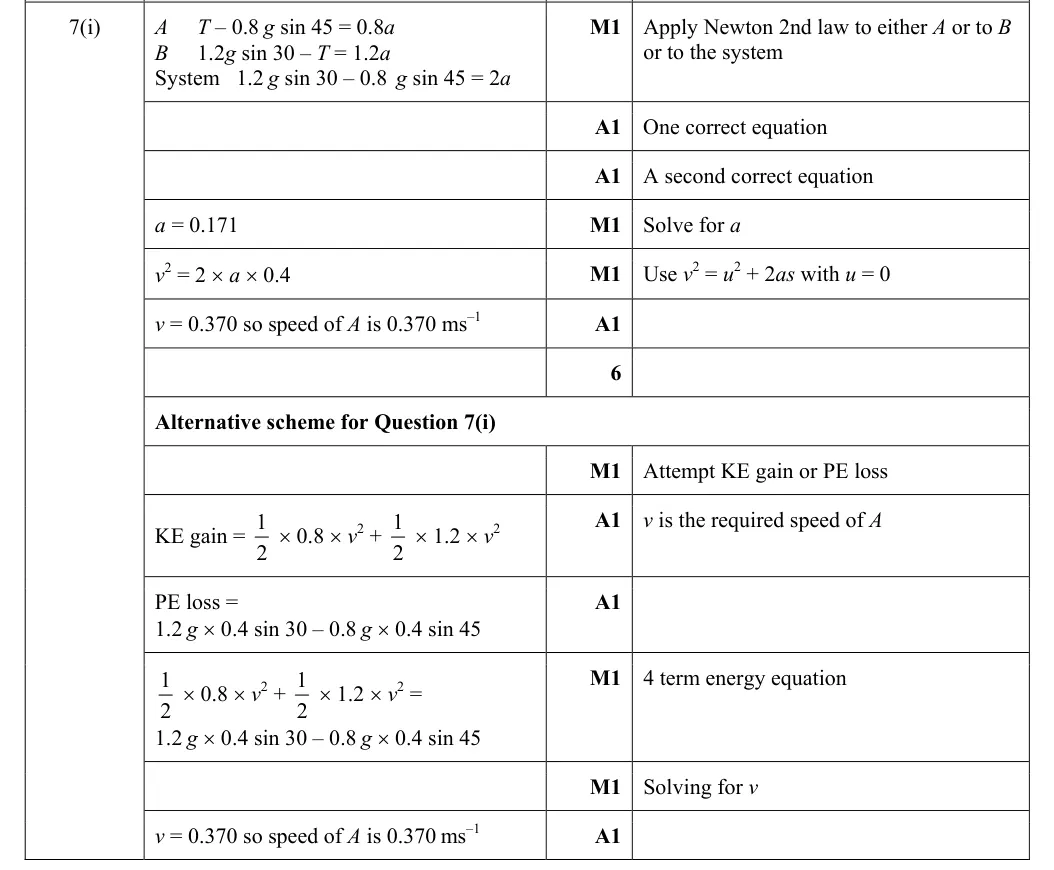 7(i)
A T – 0.8 g sin 45 = 0.8a
B 1.2g sin 30 – T = 1.2a
System 1.2 g sin 30 – 0.8 g sin 45 = 2a
M1
Apply Newton 2nd law to either A or to B
or to the system
A1 One correct equation
A1 A second correct equation
a = 0.171 M1 Solve for a
v² = 2 × a × 0.4 M1 Use v² = u² + 2as with u = 0
v = 0.370 so speed of A is 0.370 ms⁻¹ A1
6
Alternative scheme for Question 7(i)
M1 Attempt KE gain or PE loss
KE gain = 1/2 × 0.8 × v² + 1/2 × 1.2 × v² A1 v is the required speed of A
PE loss = A1
1.2 g × 0.4 sin 30 – 0.8 g × 0.4 sin 45
1/2 × 0.8 × v² + 1/2 × 1.2 × v² = M1 4 term energy equation
1.2 g × 0.4 sin 30 – 0.8 g × 0.4 sin 45
M1 Solving for v
v = 0.370 so speed of A is 0.370 ms⁻¹ A1